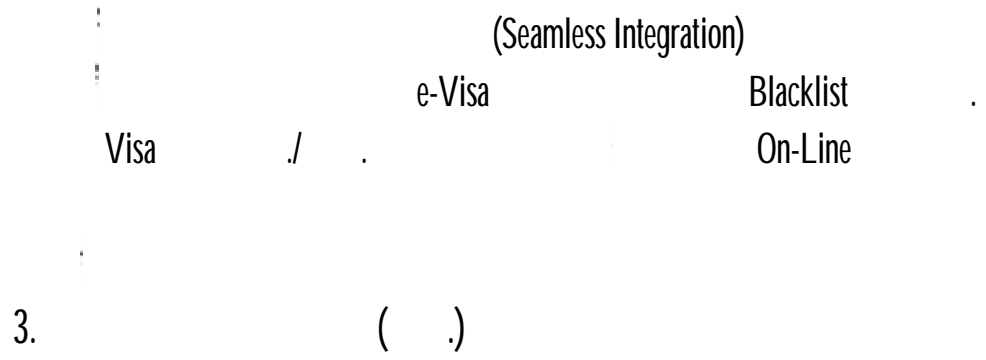 (Seamless Integration)
e-Visa Blacklist .
Visa ./ . On-Line
3. ( .)